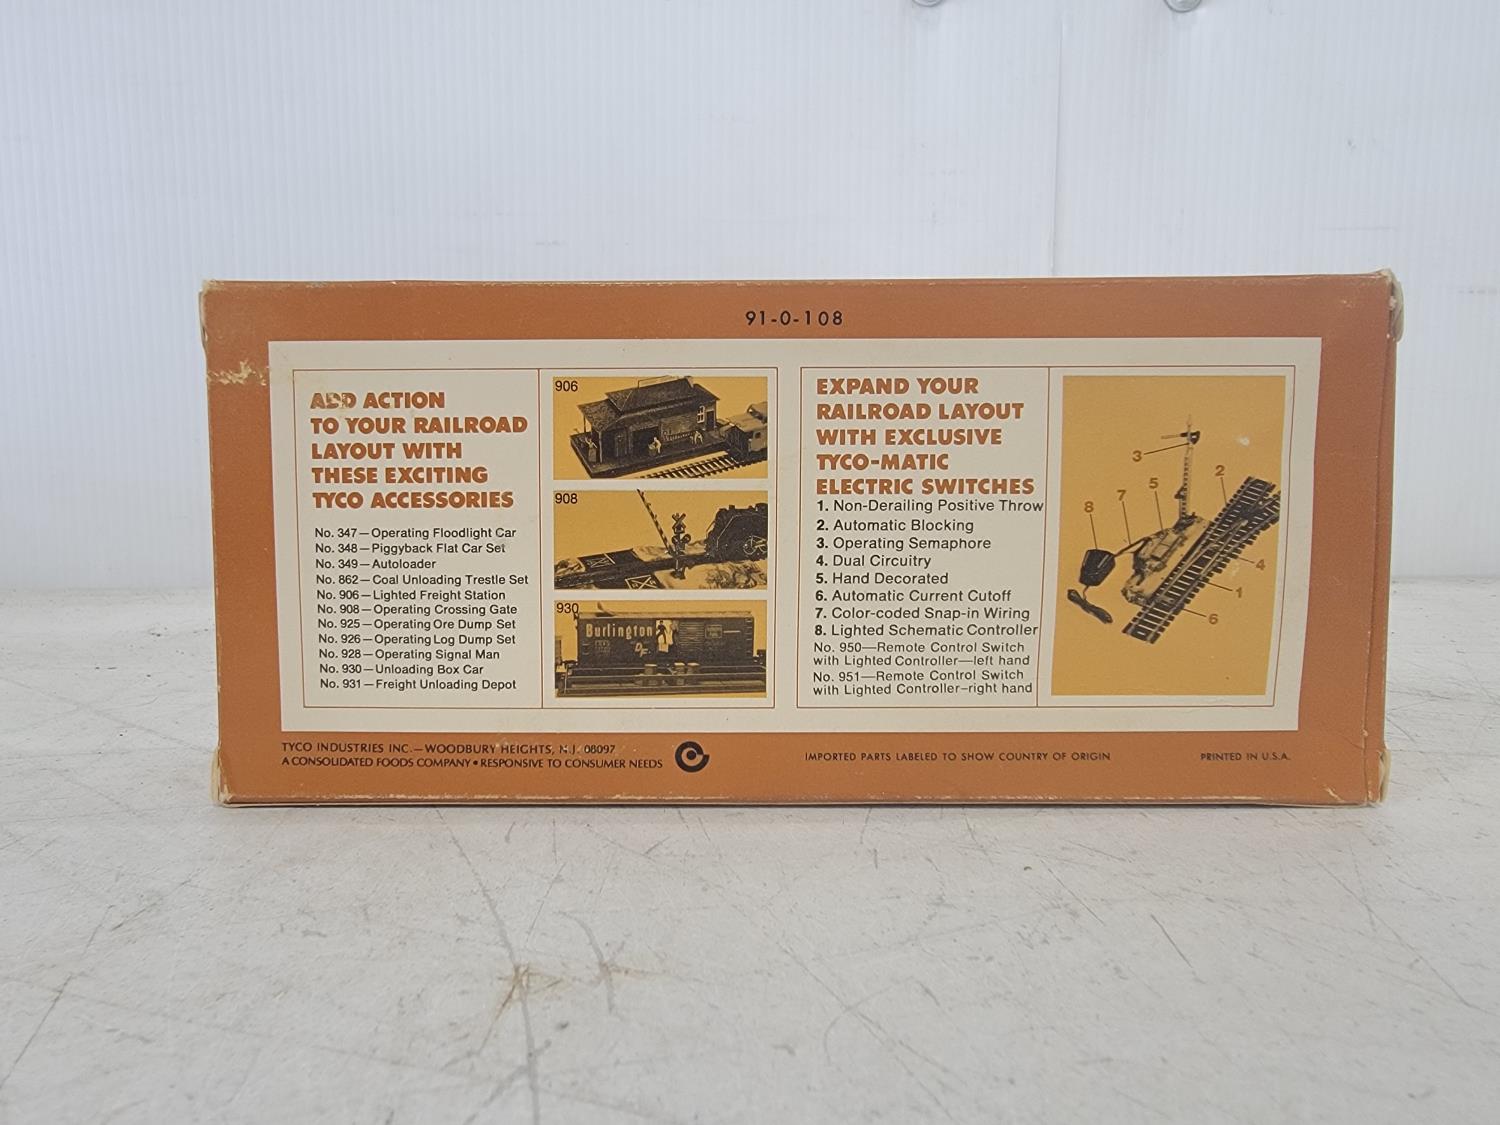 91-0-108
ADD ACTION
TO YOUR RAILROAD
LAYOUT WITH
THESE EXCITING
TYCO ACCESSORIES
No. 347—Operating Floodlight Car
No. 348—Piggyback Flat Car Set
No. 349—Autoloader
No. 862—Coal Unloading Trestle Set
No. 906—Lighted Freight Station
No. 908—Operating Crossing Gate
No. 925—Operating Ore Dump Set
No. 926—Operating Log Dump Set
No. 928—Operating Signal Man
No. 930—Unloading Box Car
No. 931—Freight Unloading Depot
906
908
930
Burlington
EXPAND YOUR
RAILROAD LAYOUT
WITH EXCLUSIVE
TYCO-MATIC
ELECTRIC SWITCHES
1. Non-Derailing Positive Throw
2. Automatic Blocking
3. Operating Semaphore
4. Dual Circuitry
5. Hand Decorated
6. Automatic Current Cutoff
7. Color-coded Snap-in Wiring
8. Lighted Schematic Controller
No. 950—Remote Control Switch
with Lighted Controller—left hand
No. 951—Remote Control Switch
with Lighted Controller—right hand
3
2
5
7
8
4
1
6
TYCO INDUSTRIES INC.—WOODBURY HEIGHTS, N.J. 08097
A CONSOLIDATED FOODS COMPANY • RESPONSIVE TO CONSUMER NEEDS
IMPORTED PARTS LABELED TO SHOW COUNTRY OF ORIGIN
PRINTED IN U.S.A.